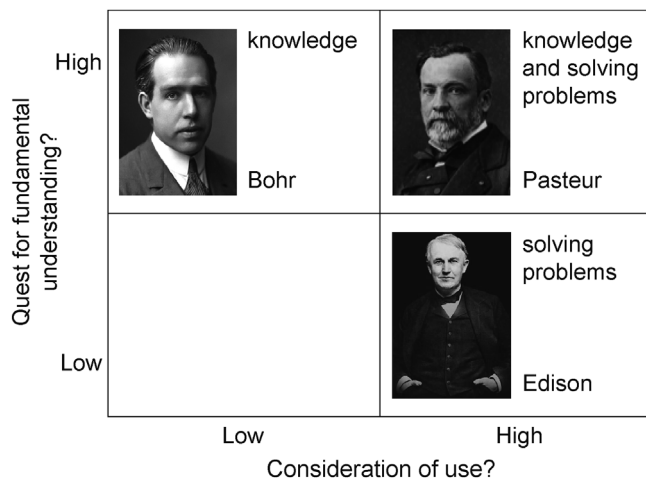 Quest for fundamental
understanding?
High
knowledge
Bohr
knowledge
and solving
problems
Pasteur
Low
solving
problems
Edison
Low
High
Consideration of use?